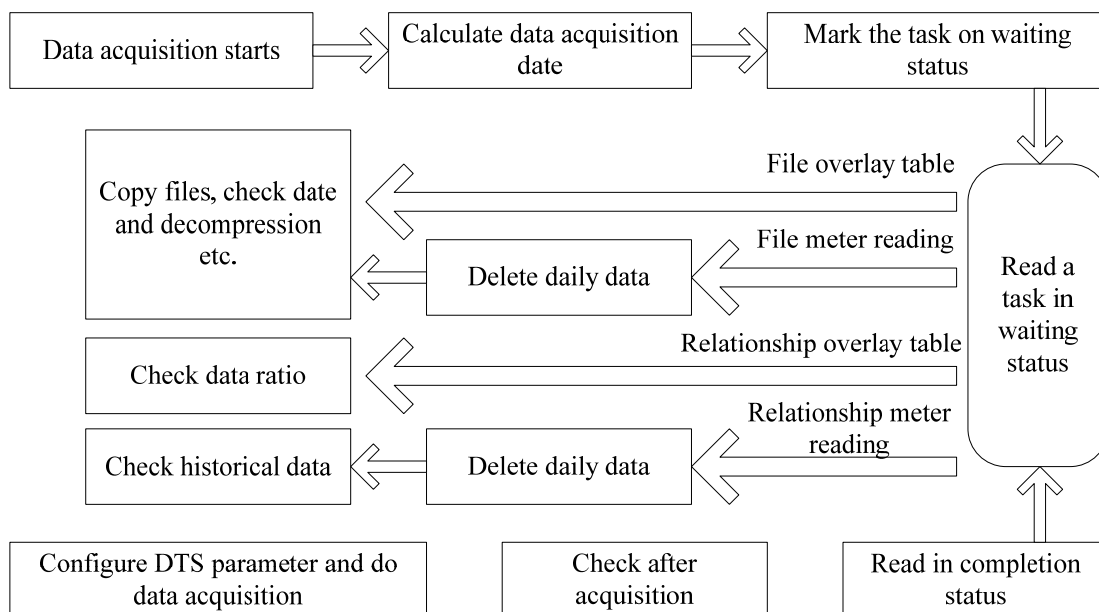 Data acquisition starts
Calculate data acquisition
date
Mark the task on waiting
status
Copy files, check date
and decompression
etc.
File overlay table
File meter reading
Delete daily data
Read a
task in
waiting
status
Relationship overlay table
Check data ratio
Relationship meter
reading
Check historical data
Delete daily data
Configure DTS parameter and do
data acquisition
Check after
acquisition
Read in completion
status